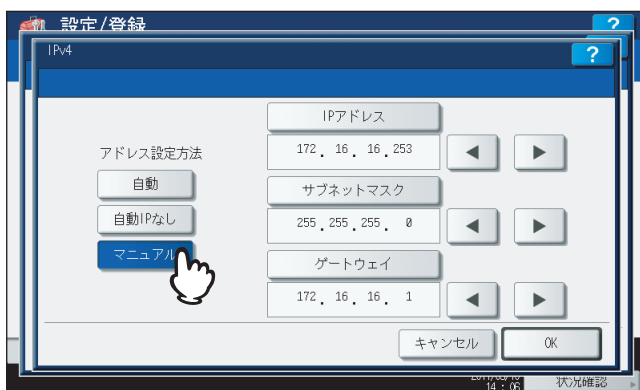 設定/登録
?
IPv4
?
アドレス設定方法
自動
自動IPなし
マニュアル
IPアドレス
172. 16. 16.253
サブネットマスク
255.255.255. 0
ゲートウェイ
172. 16. 16. 1
キャンセル
OK
14 : 06
状況確認